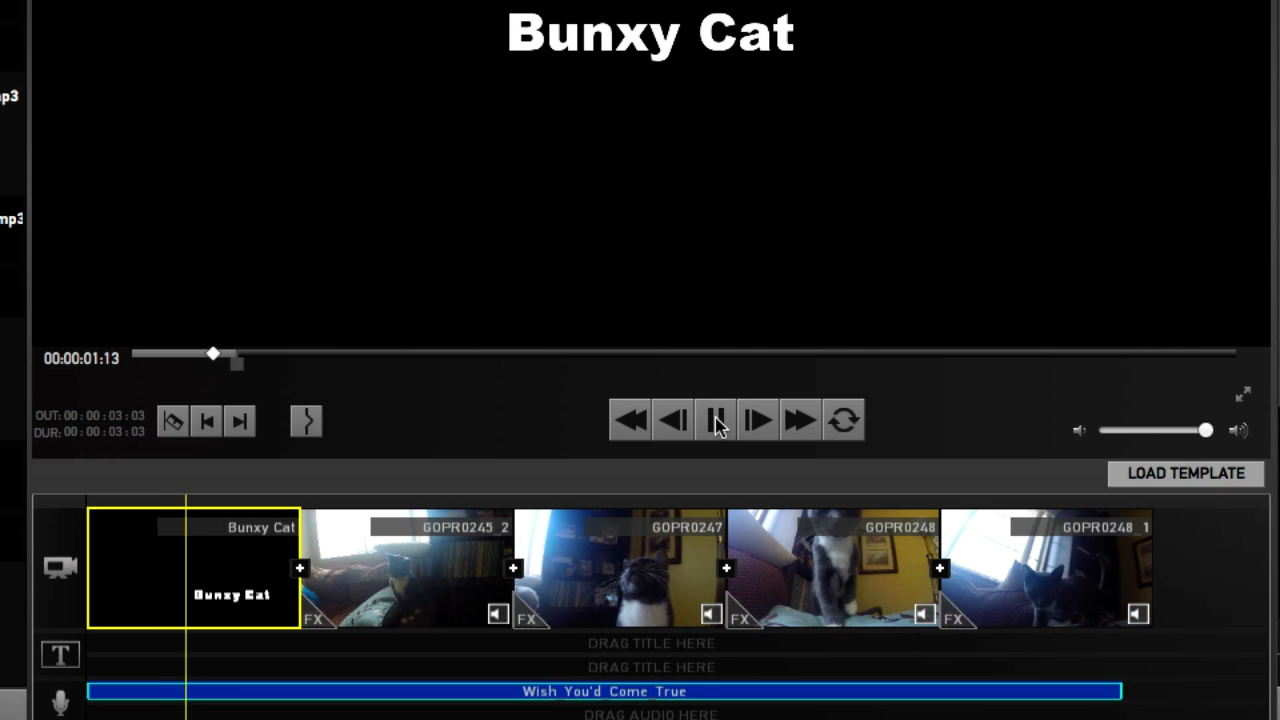 Bunxy Cat
mp3
mp3
00:00:01:13
OUT: 00 : 00 : 03 : 03
DUR: 00 : 00 : 03 : 03
LOAD TEMPLATE
Bunxy Cat
GOPR0245_2
GOPR0247
GOPR0248
GOPR0248_1
Bunxy Cat
FX
FX
FX
FX
T
DRAG TITLE HERE
DRAG TITLE HERE
Wish You'd Come True
DRAG AUDIO HERE